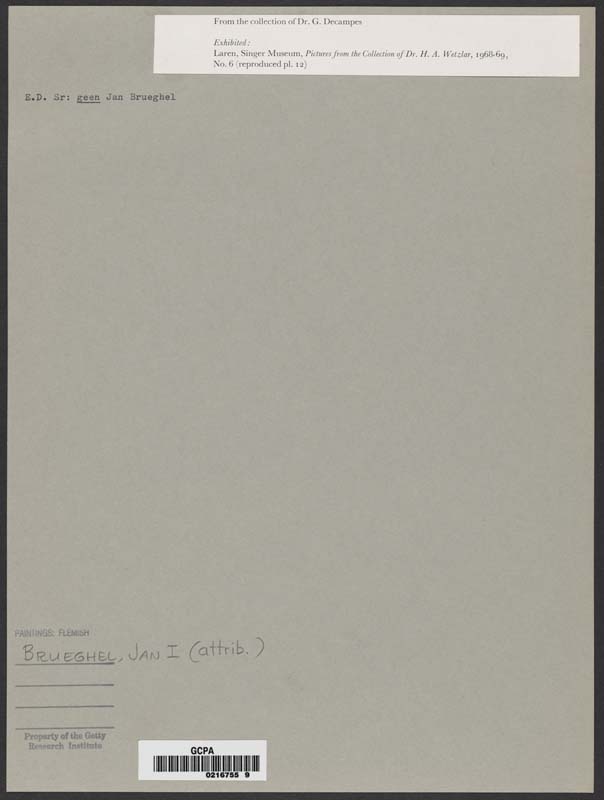 From the collection of Dr. G. Decampes
Exhibited:
Laren, Singer Museum, Pictures from the Collection of Dr. H. A. Wetzlar, 1968-69,
No. 6 (reproduced pl. 12)
E.D. Sr: geen Jan Brueghel
PAINTINGS: FLEMISH
BRUEGHEL, JAN I (attrib.)
Property of the Getty
Research Institute
GCPA
0216755 9